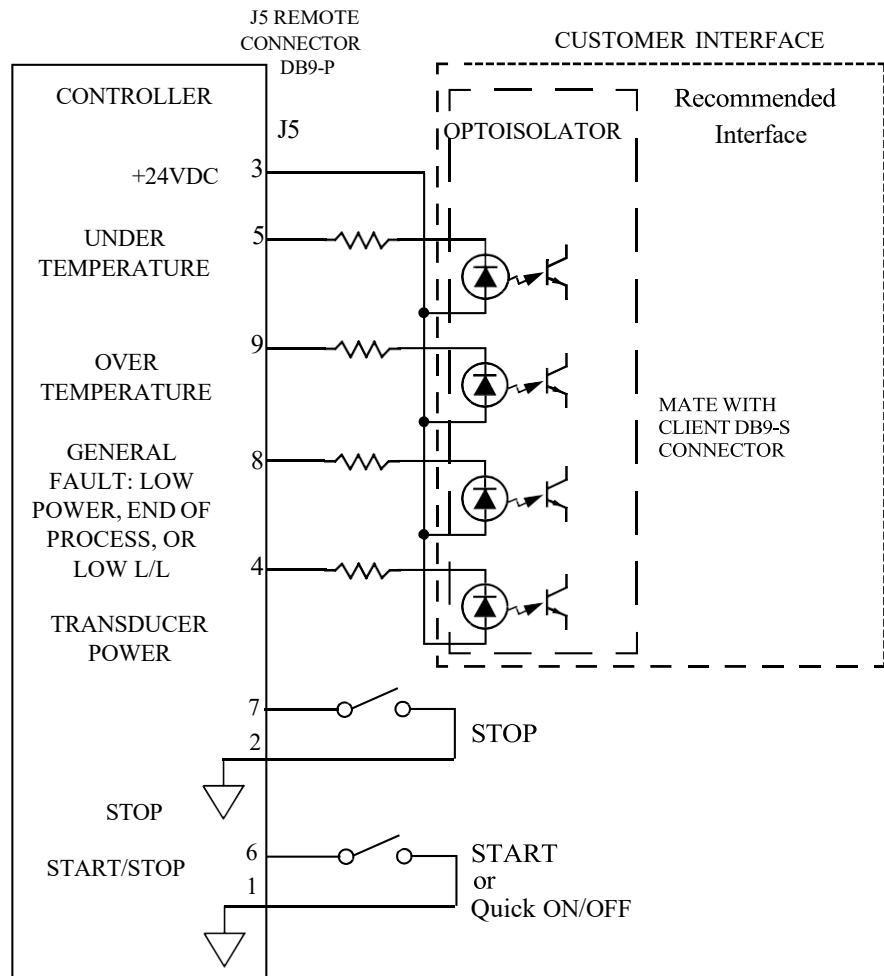 J5 REMOTE
CONNECTOR
DB9-P
CUSTOMER INTERFACE
CONTROLLER
J5
OPTOISOLATOR
Recommended
Interface
+24VDC
3
UNDER
TEMPERATURE
5
OVER
TEMPERATURE
9
MATE WITH
CLIENT DB9-S
CONNECTOR
GENERAL
FAULT: LOW
POWER, END OF
PROCESS, OR
LOW L/L
8
4
TRANSDUCER
POWER
7
2
STOP
STOP
START/STOP
6
1
START
or
Quick ON/OFF